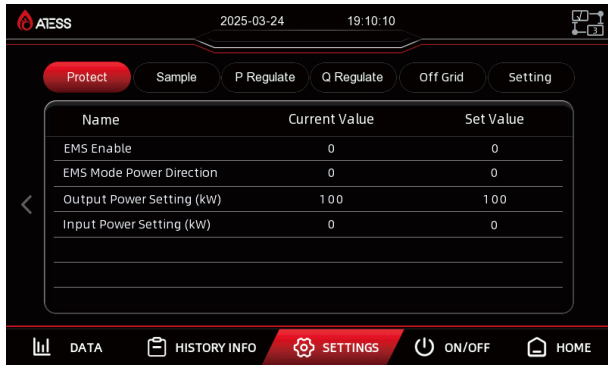 ATESS 2025-03-24 19:10:10
3
Protect Sample P Regulate Q Regulate Off Grid Setting
Name Current Value Set Value
EMS Enable 0 0
EMS Mode Power Direction 0 0
Output Power Setting (kW) 100 100
Input Power Setting (kW) 0 0
DATA HISTORY INFO SETTINGS ON/OFF HOME